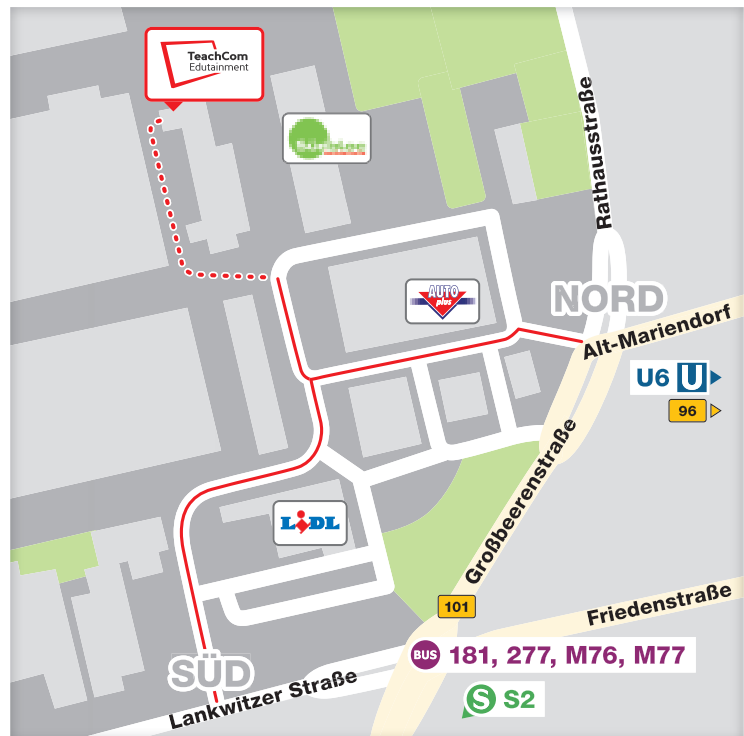 TeachCom
Edutainment
Rathausstraße
AUTO
plus
NORD
Alt-Mariendorf
U6 U
96
Großbeerenstraße
LIDL
101
Friedenstraße
BUS 181, 277, M76, M77
SÜD
Lankwitzer Straße
S S2